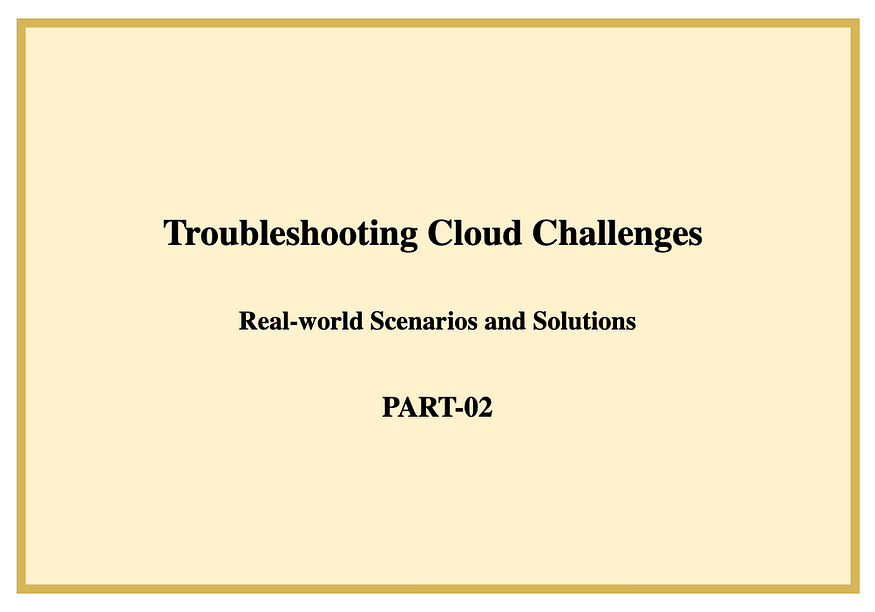 Troubleshooting Cloud Challenges
Real-world Scenarios and Solutions
PART-02